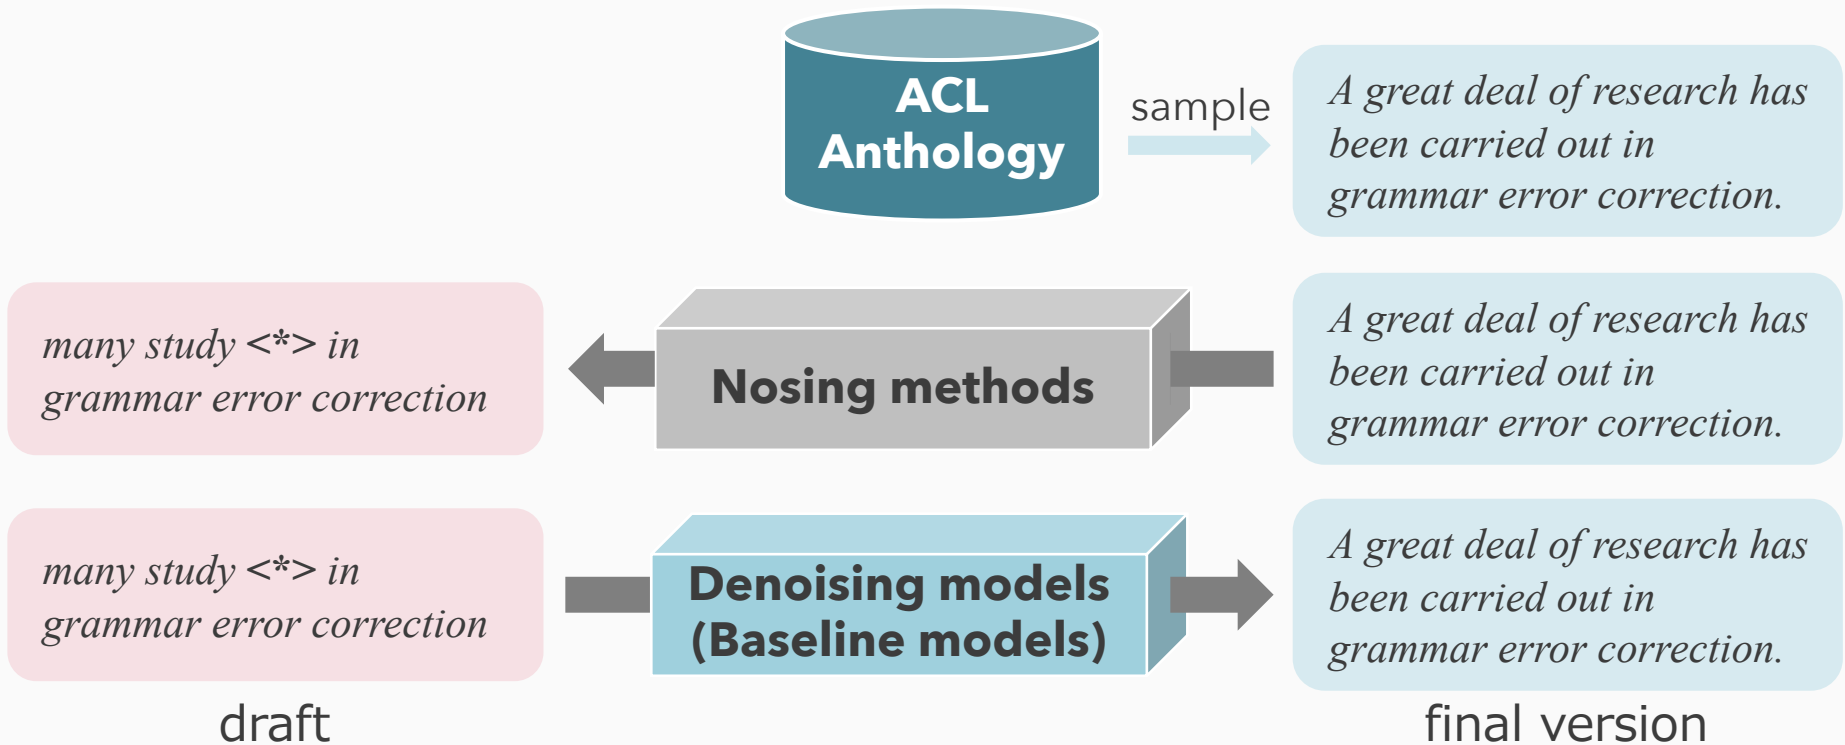 ACL
Anthology
sample
A great deal of research has
been carried out in
grammar error correction.
many study <*> in
grammar error correction
Nosing methods
A great deal of research has
been carried out in
grammar error correction.
many study <*> in
grammar error correction
Denoising models
(Baseline models)
A great deal of research has
been carried out in
grammar error correction.
draft
final version